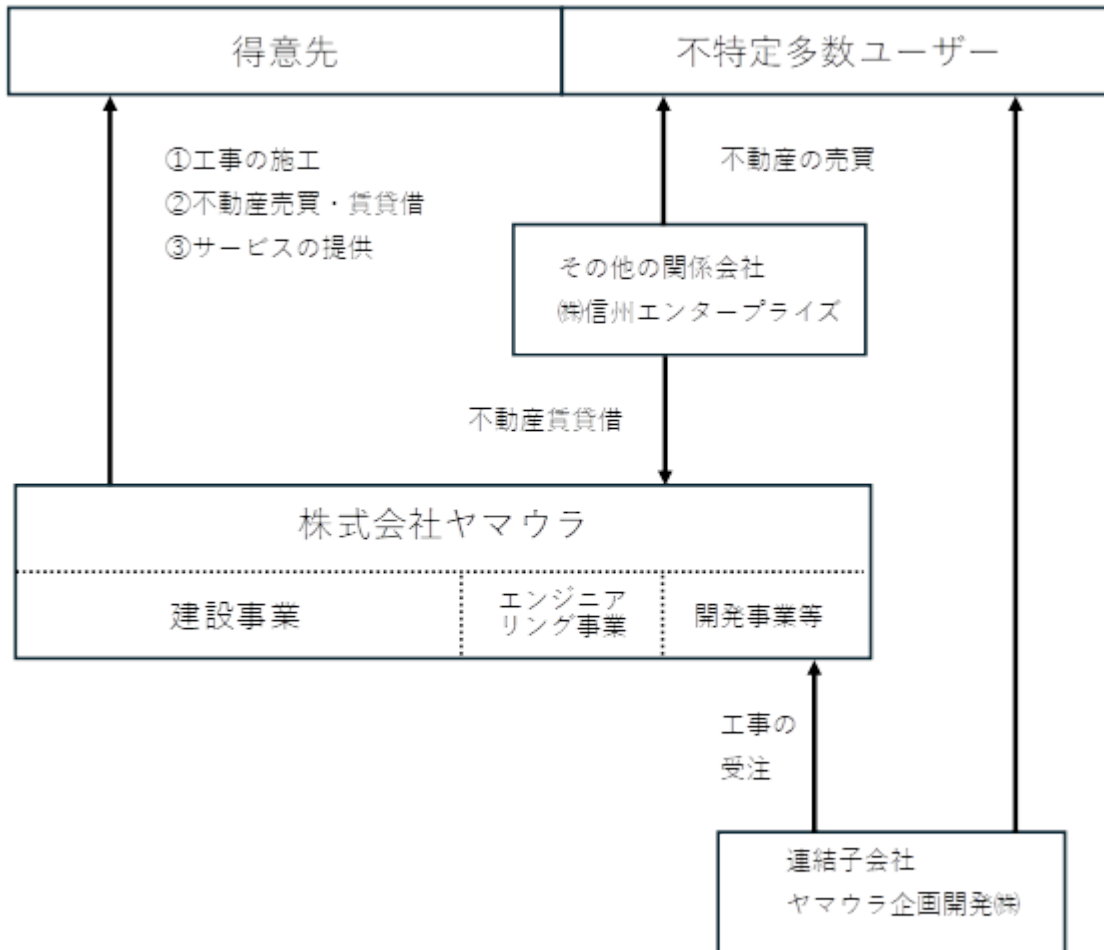 得意先
不特定多数ユーザー
①工事の施工
②不動産売買・賃貸借
③サービスの提供
不動産の売買
その他の関係会社
㈱信州エンタープライズ
不動産賃貸借
株式会社ヤマウラ
建設事業
エンジニア
リング事業
開発事業等
工事の
受注
連結子会社
ヤマウラ企画開発㈱